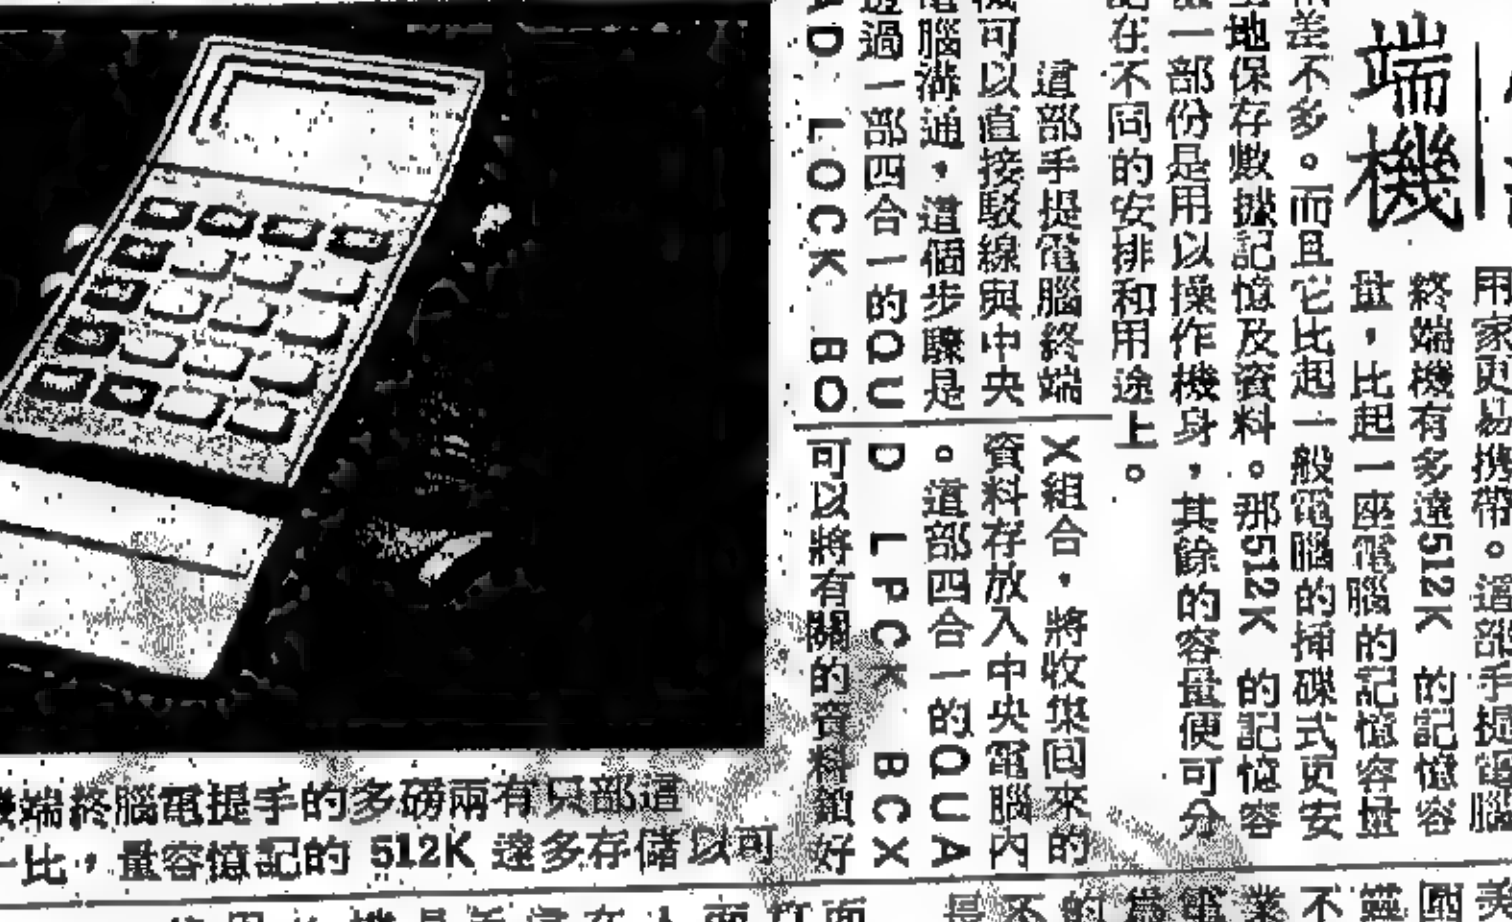 端機
用家更易携帶。這部手提電腦
終端機有多達512K 的記憶容
量，比起一座電腦的記憶容量
差不多。而且它比起一般電腦的插碟式更安
地保存數據記憶及資料。那512K 的記憶容
一部份是用以操作機身，其餘的容量便可分
在不同的安排和用途上。
這部手提電腦終端
機可以直接駁線與中央
電腦溝通，這個步驟是
透過一部四合一的QU
AD LOCK BO
X組合，將收集回來的
資料存放入中央電腦內
。這部四合一的QUA
D LPCK BCX
可以將有關的資料鎖好
這部只有兩磅多的手提電腦終端機
可以儲存多達 512K 的記憶容量，比一